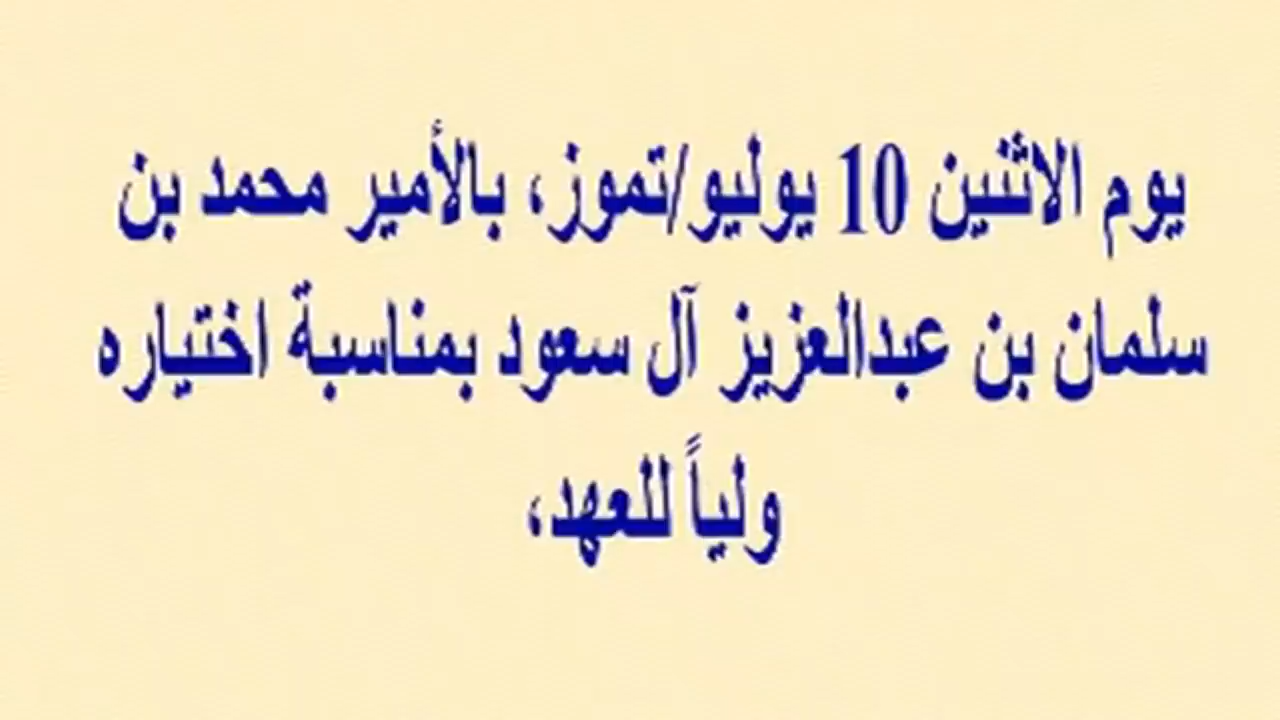 يوم الاثنين 10 يوليو/تموز، بالأمير محمد بن
سلمان بن عبدالعزيز آل سعود بمناسبة اختياره
ولياً للعهد،